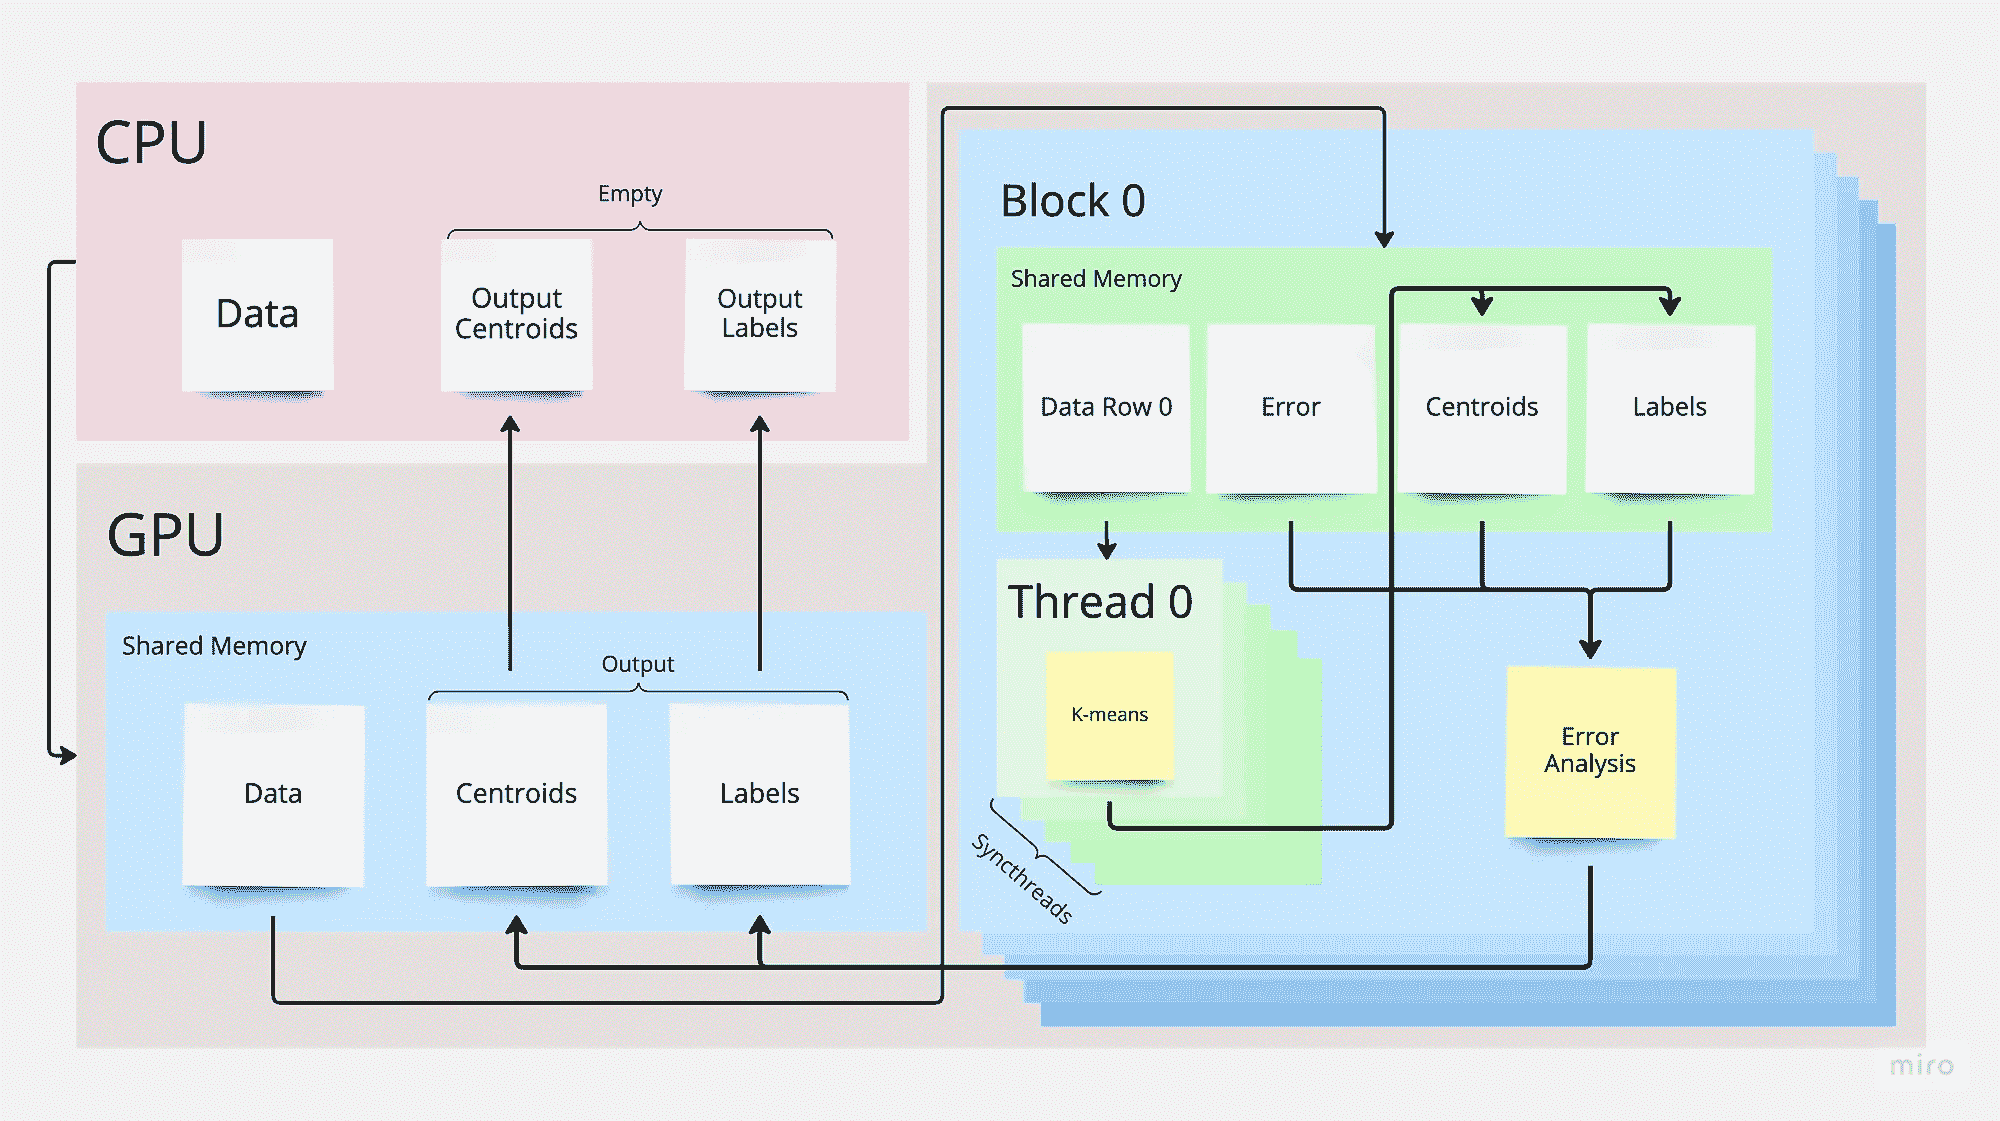 CPU
Empty
Data
Output
Centroids
Output
Labels
GPU
Shared Memory
Output
Data
Centroids
Labels
Block 0
Shared Memory
Data Row 0
Error
Centroids
Labels
Thread 0
K-means
Syncthreads
Error
Analysis
miro